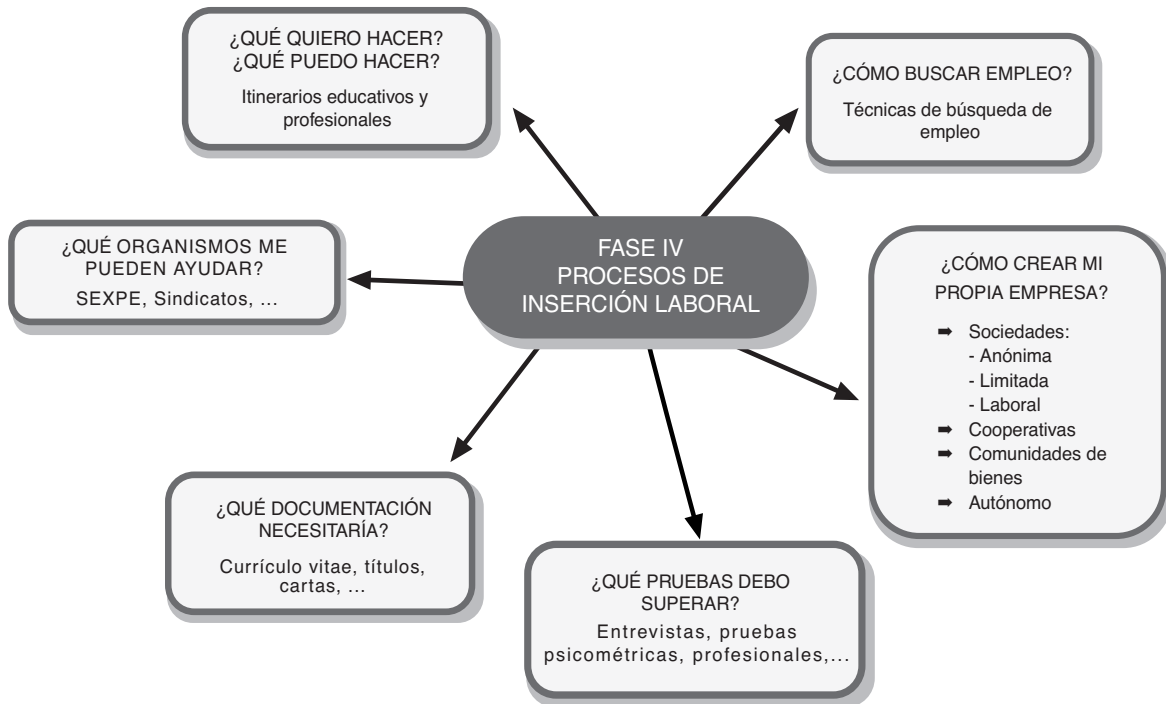 ¿QUÉ QUIERO HACER?
¿QUÉ PUEDO HACER?
Itinerarios educativos y
profesionales
¿CÓMO BUSCAR EMPLEO?
Técnicas de búsqueda de
empleo
¿QUÉ ORGANISMOS ME
PUEDEN AYUDAR?
SEXPE, Sindicatos, ...
FASE IV
PROCESOS DE
INSERCIÓN LABORAL
¿CÓMO CREAR MI
PROPIA EMPRESA?
➡ Sociedades:
- Anónima
- Limitada
- Laboral
➡ Cooperativas
➡ Comunidades de
bienes
➡ Autónomo
¿QUÉ DOCUMENTACIÓN
NECESITARÍA?
Currículo vitae, títulos,
cartas, ...
¿QUÉ PRUEBAS DEBO
SUPERAR?
Entrevistas, pruebas
psicométricas, profesionales,...